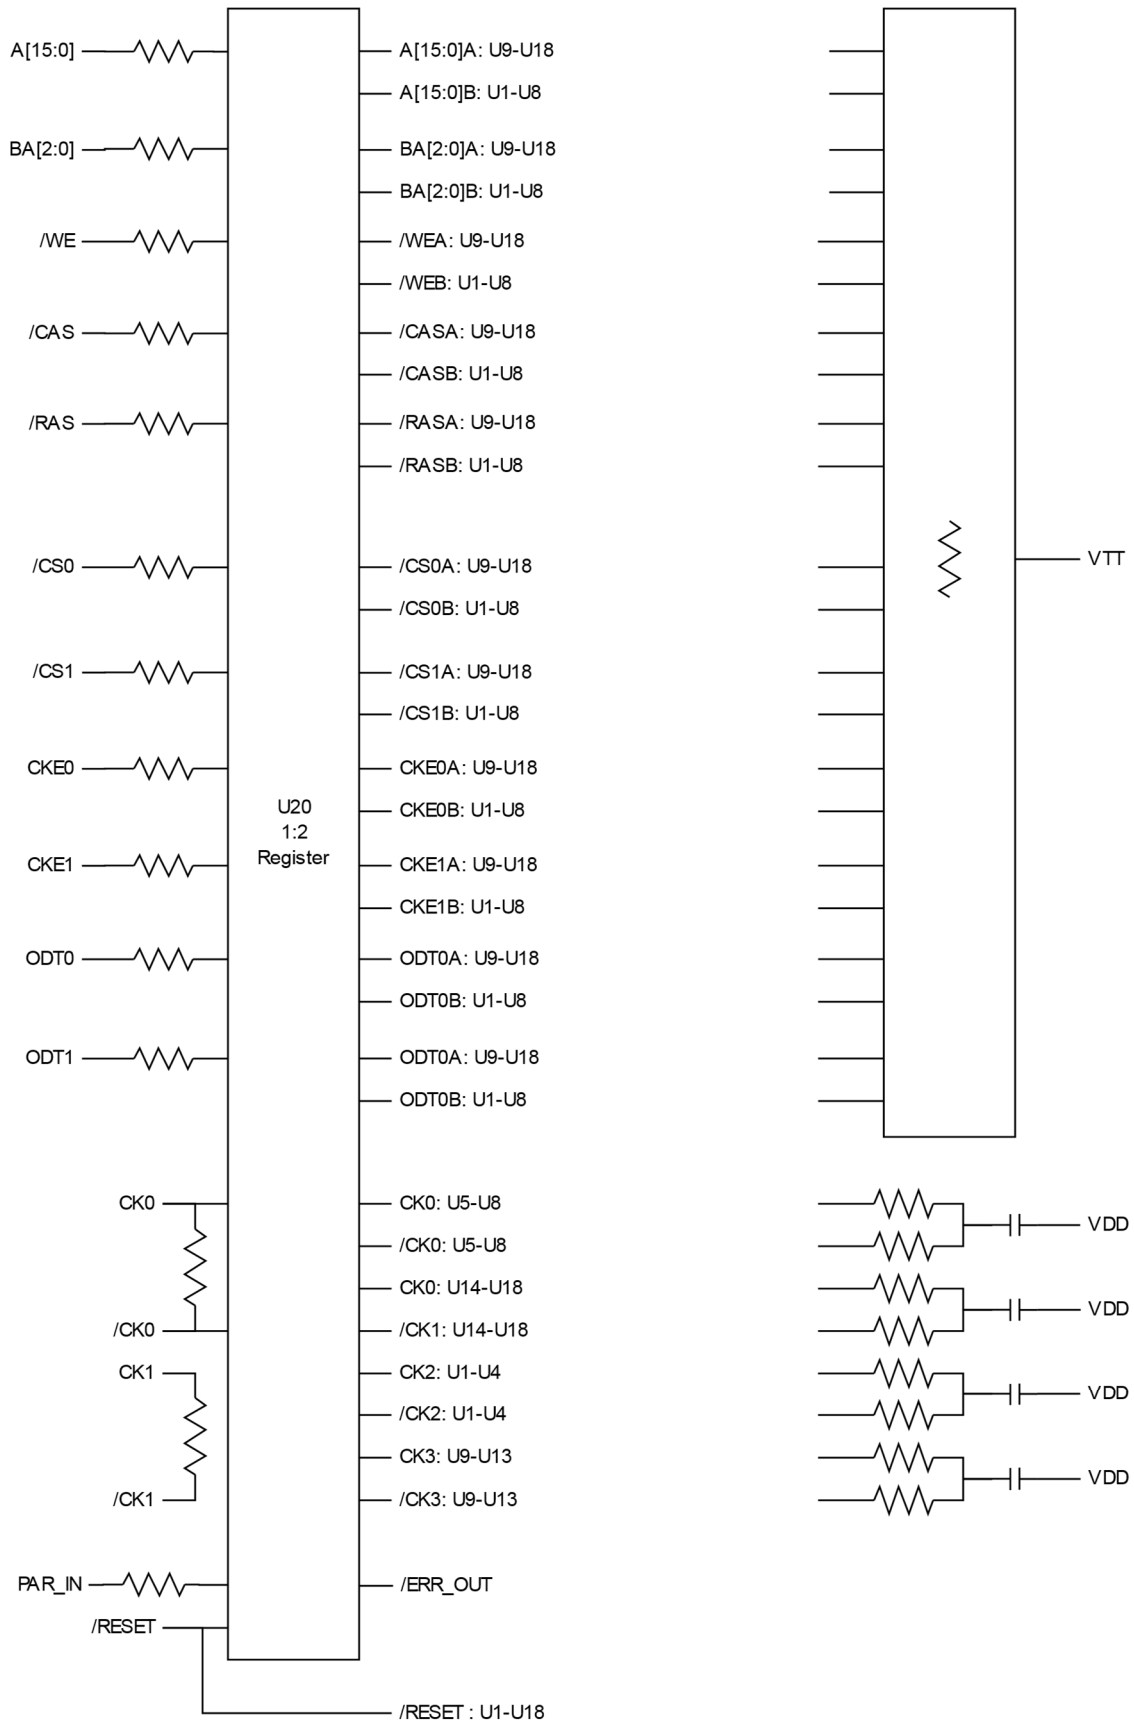 A[15:0]
A[15:0]A: U9-U18
A[15:0]B: U1-U8
BA[2:0]
BA[2:0]A: U9-U18
BA[2:0]B: U1-U8
/WE
/WEA: U9-U18
/WEB: U1-U8
/CAS
/CASA: U9-U18
/CASB: U1-U8
/RAS
/RASA: U9-U18
/RASB: U1-U8
VTT
/CS0
/CS0A: U9-U18
/CS0B: U1-U8
/CS1
/CS1A: U9-U18
/CS1B: U1-U8
CKE0
CKE0A: U9-U18
CKE0B: U1-U8
U20
1:2
Register
CKE1
CKE1A: U9-U18
CKE1B: U1-U8
ODT0
ODT0A: U9-U18
ODT0B: U1-U8
ODT1
ODT0A: U9-U18
ODT0B: U1-U8
CK0
CK0: U5-U8
VDD
/CK0: U5-U8
CK0: U14-U18
VDD
/CK0
/CK1: U14-U18
CK1
CK2: U1-U4
VDD
/CK2: U1-U4
CK3: U9-U13
VDD
/CK1
/CK3: U9-U13
PAR_IN
/ERR_OUT
/RESET
/RESET : U1-U18